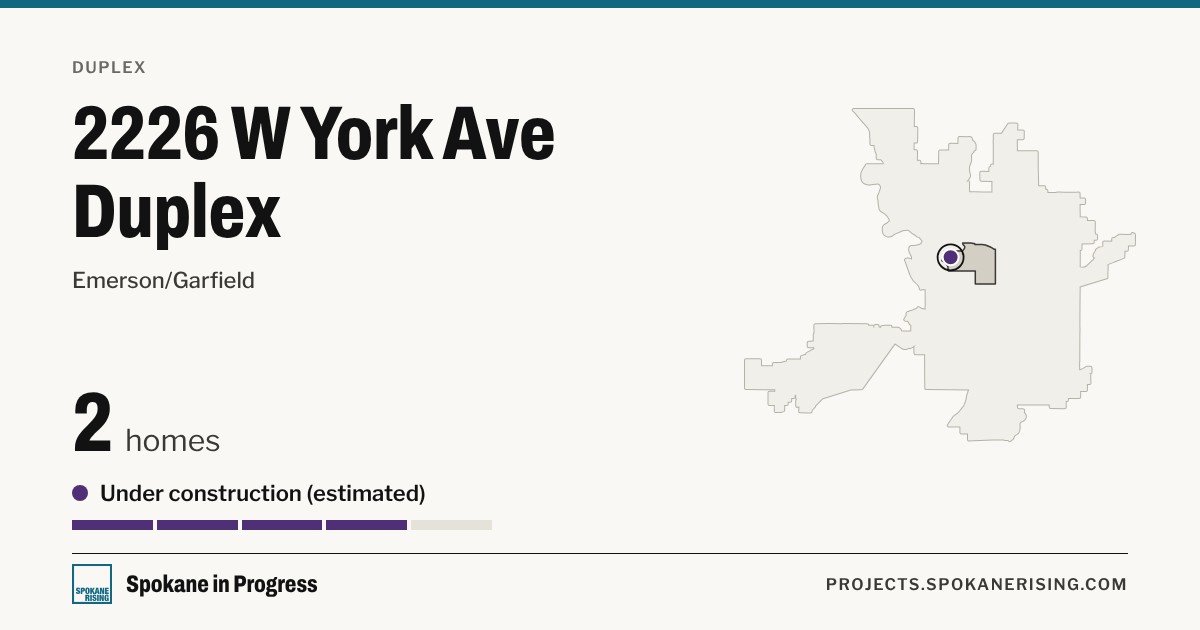 DUPLEX
2226 W York Ave
Duplex
Emerson/Garfield
2 homes
Under construction (estimated)
SPOKANE
RISING
Spokane in Progress
PROJECTS.SPOKANERISING.COM